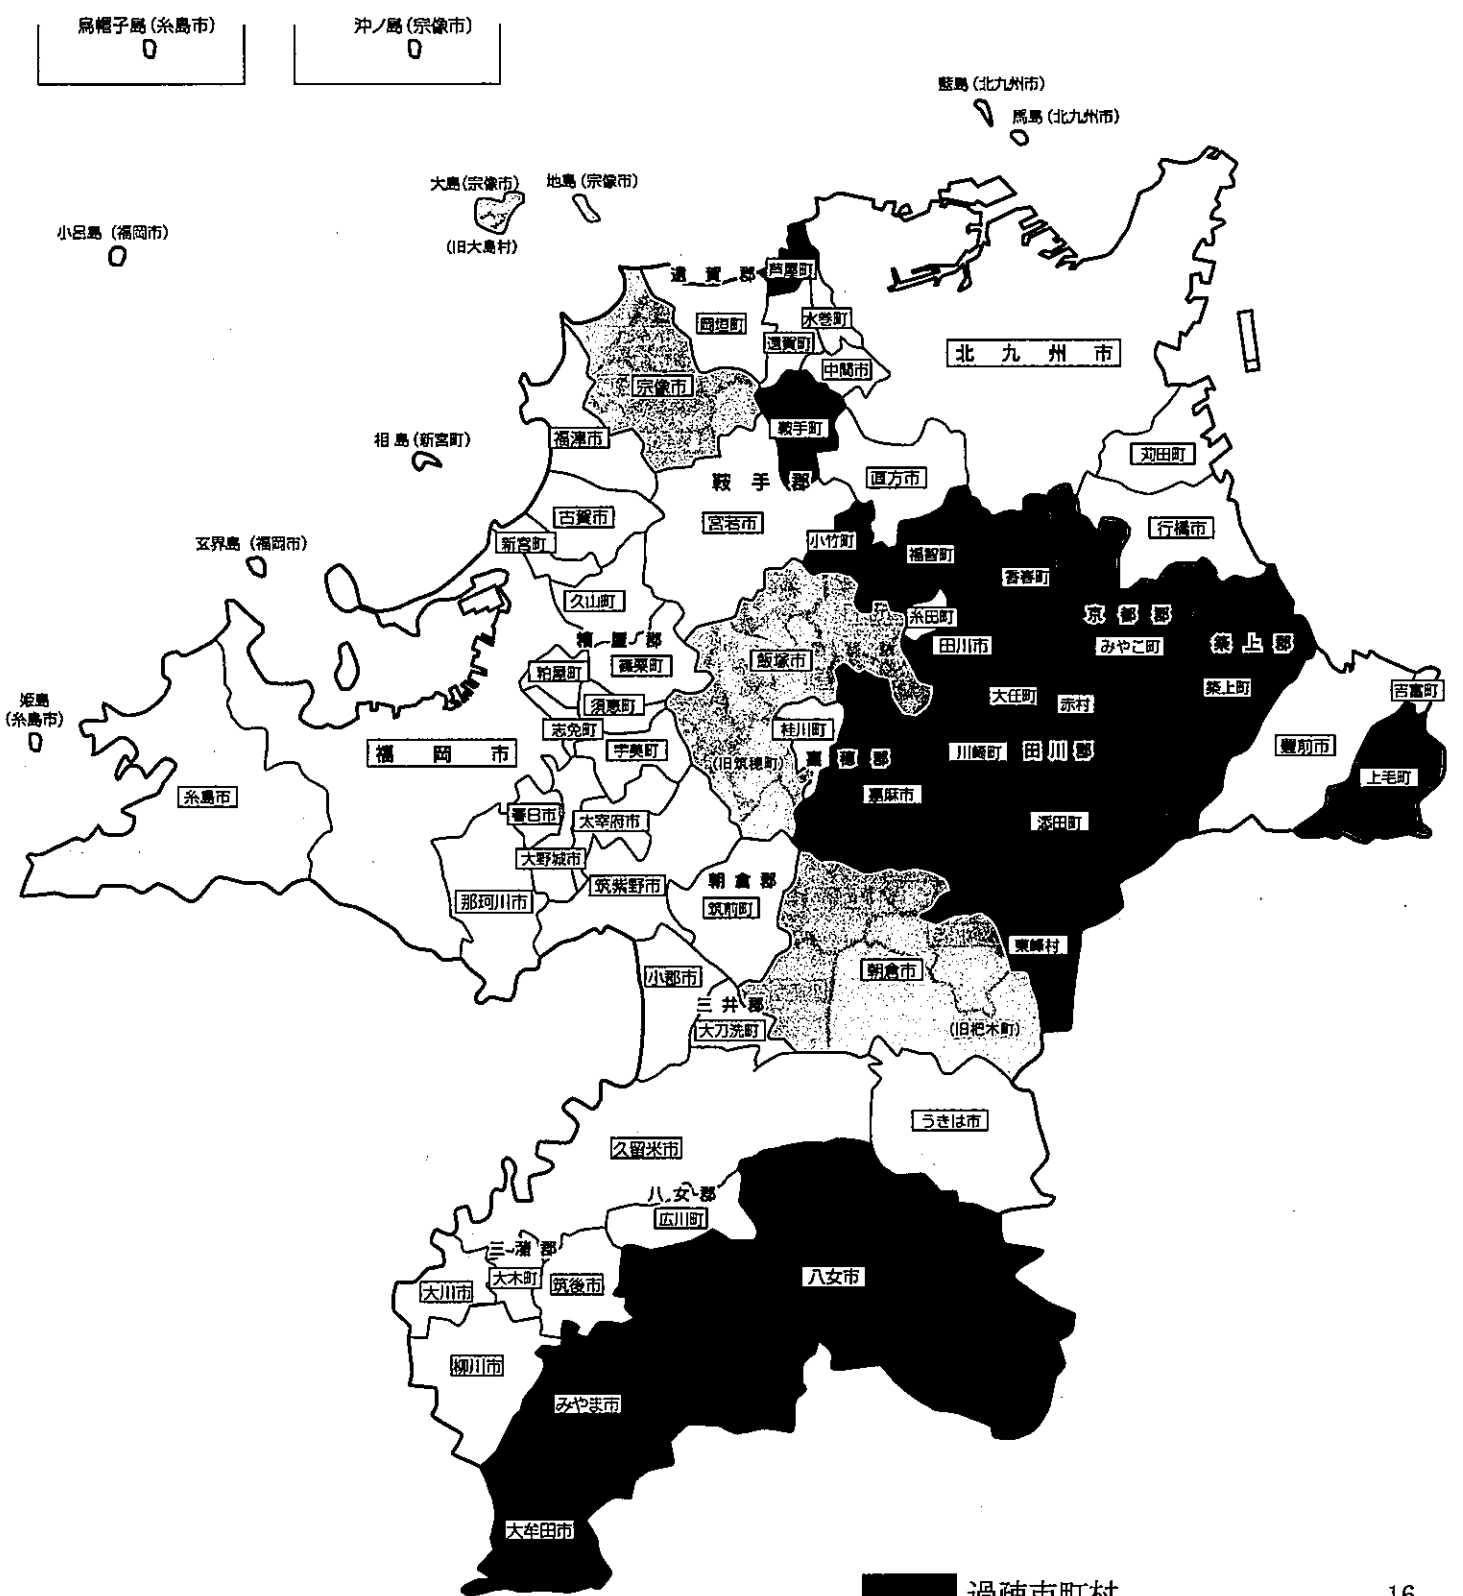 烏帽子島(糸島市)
沖ノ島(宗像市)
藍島(北九州市)
馬島(北九州市)
大島(宗像市)
地島(宗像市)
小呂島(福岡市)
(旧大島村)
遠賀郡
芦屋町
岡垣町
水巻町
遠賀町
北九州市
中間市
宗像市
鞍手町
福津市
相島(新宮町)
苅田町
直方市
鞍手郡
古賀市
宮若市
行橋市
新宮町
小竹町
玄界島(福岡市)
福智町
香春町
久山町
糸田町
京都郡
糟屋郡
田川市
みやこ町
築上郡
飯塚市
篠栗町
粕屋町
築上町
吉富町
姫島
(糸島市)
須恵町
大任町
赤村
志免町
桂川町
福岡市
宇美町
川崎町
田川郡
豊前市
(旧筑穂町)
嘉穂郡
上毛町
糸島市
嘉麻市
春日市
太宰府市
添田町
大野城市
朝倉郡
筑紫野市
那珂川市
筑前町
東峰村
小郡市
朝倉市
三井郡
大刀洗町
(旧杷木町)
うきは市
久留米市
八女郡
広川町
三潴郡
大木町
八女市
大川市
筑後市
柳川市
みやま市
大牟田市
過疎市町村
16